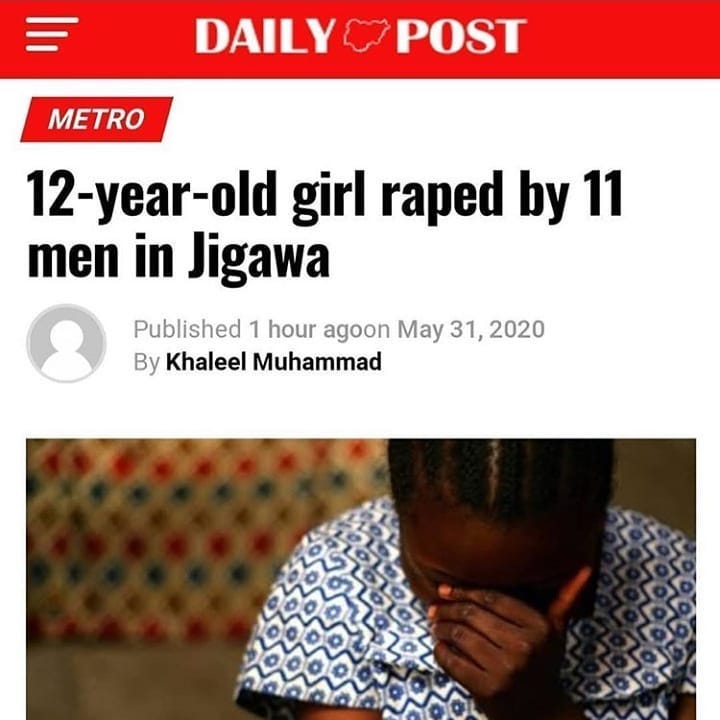 DAILY POST
METRO
12-year-old girl raped by 11
men in Jigawa
Published 1 hour agoon May 31, 2020
By Khaleel Muhammad